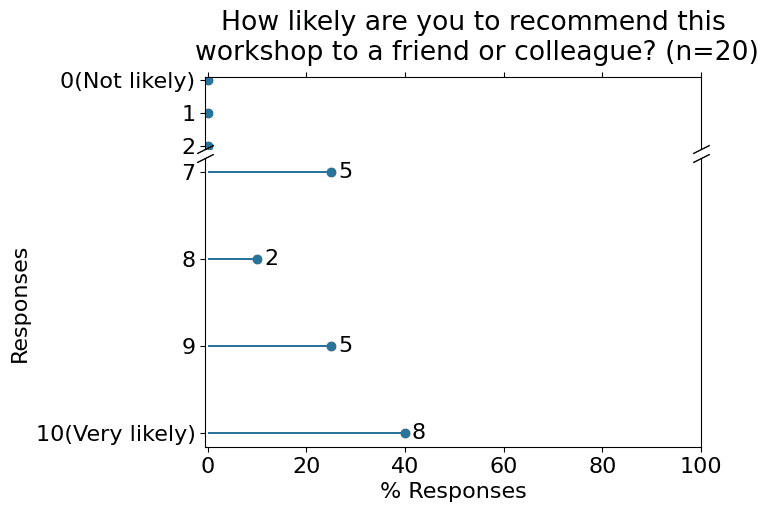 How likely are you to recommend this
workshop to a friend or colleague? (n=20)
0(Not likely)
1
2
7
5
8
2
9
5
10(Very likely)
8
Responses
0
20
40
60
80
100
% Responses